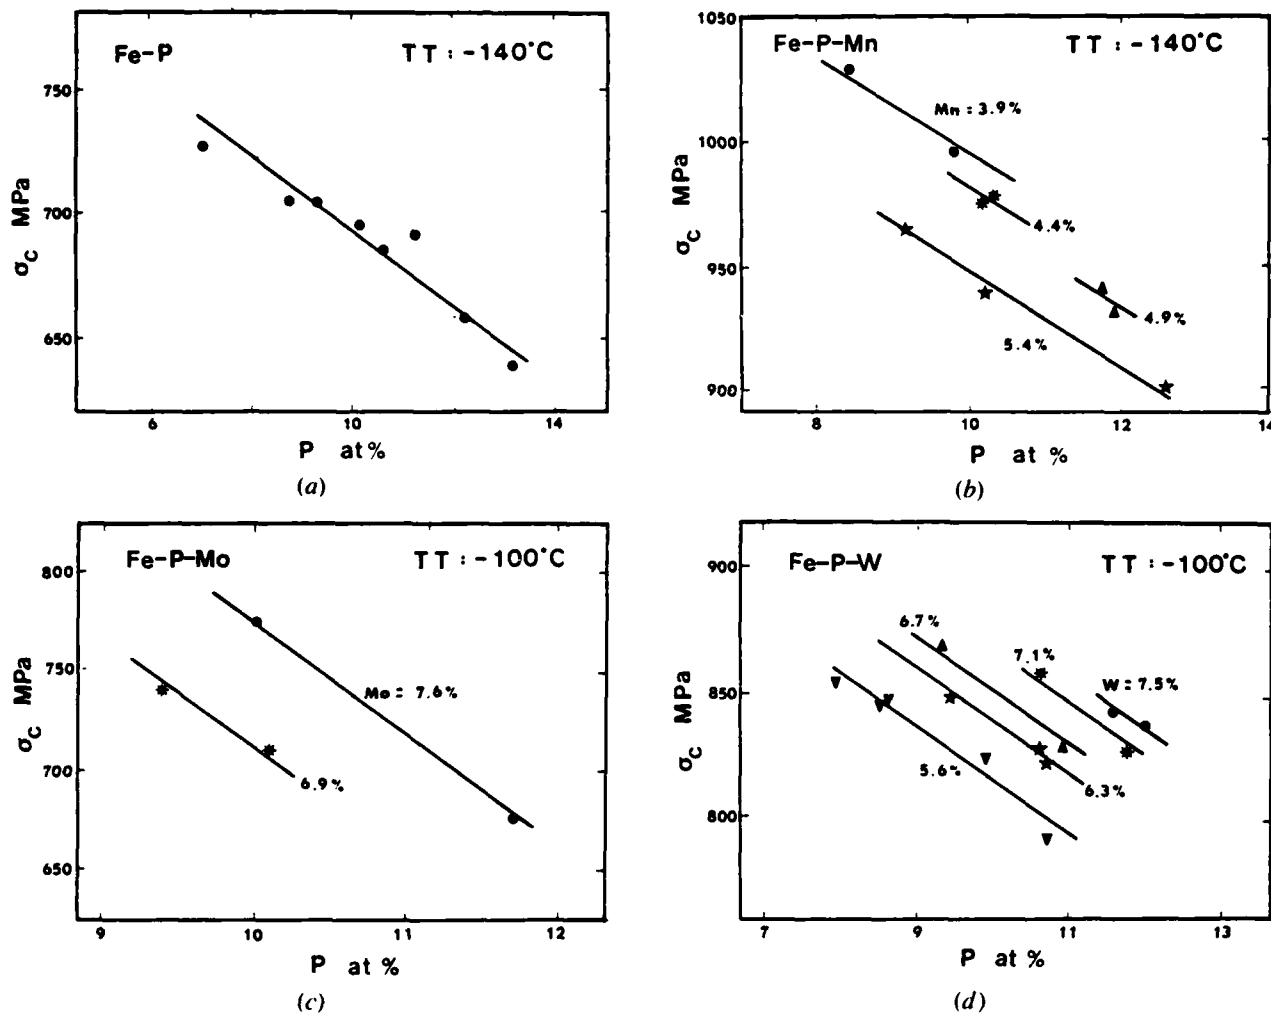 Fe-P TT: -140°C
750
700
650
σc MPa
6 8 10 12 14
P at %
(a)
Fe-P-Mn TT: -140°C
1050
1000
950
900
σc MPa
Mn = 3.9%
4.4%
4.9%
5.4%
8 10 12 14
P at %
(b)
Fe-P-Mo TT: -100°C
800
750
700
650
σc MPa
Mo = 7.6%
6.9%
9 10 11 12
P at %
(c)
Fe-P-W TT: -100°C
900
850
800
σc MPa
6.7%
7.1%
W = 7.5%
5.6%
6.3%
7 9 11 13
P at %
(d)